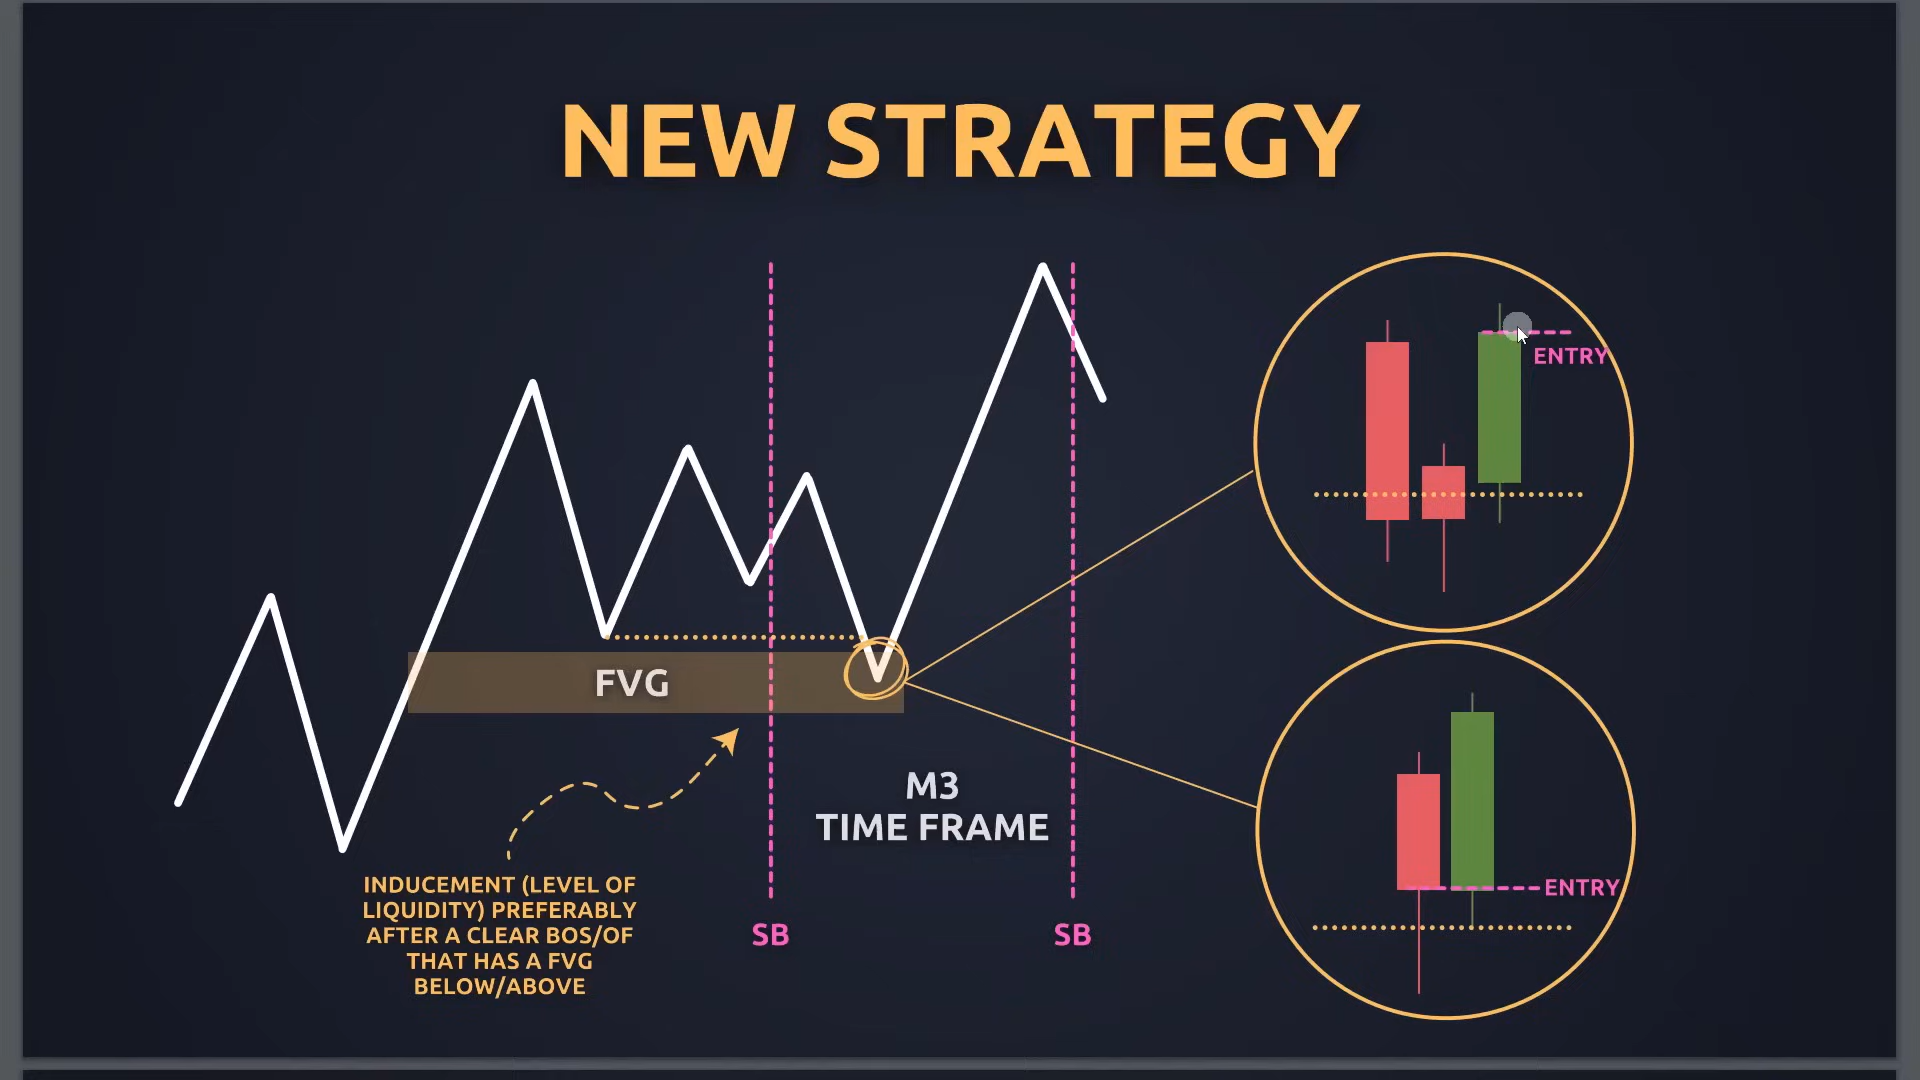 NEW STRATEGY
ENTRY
FVG
M3
TIME FRAME
INDUCEMENT (LEVEL OF
LIQUIDITY) PREFERABLY
AFTER A CLEAR BOS/OF
THAT HAS A FVG
BELOW/ABOVE
SB
SB
ENTRY